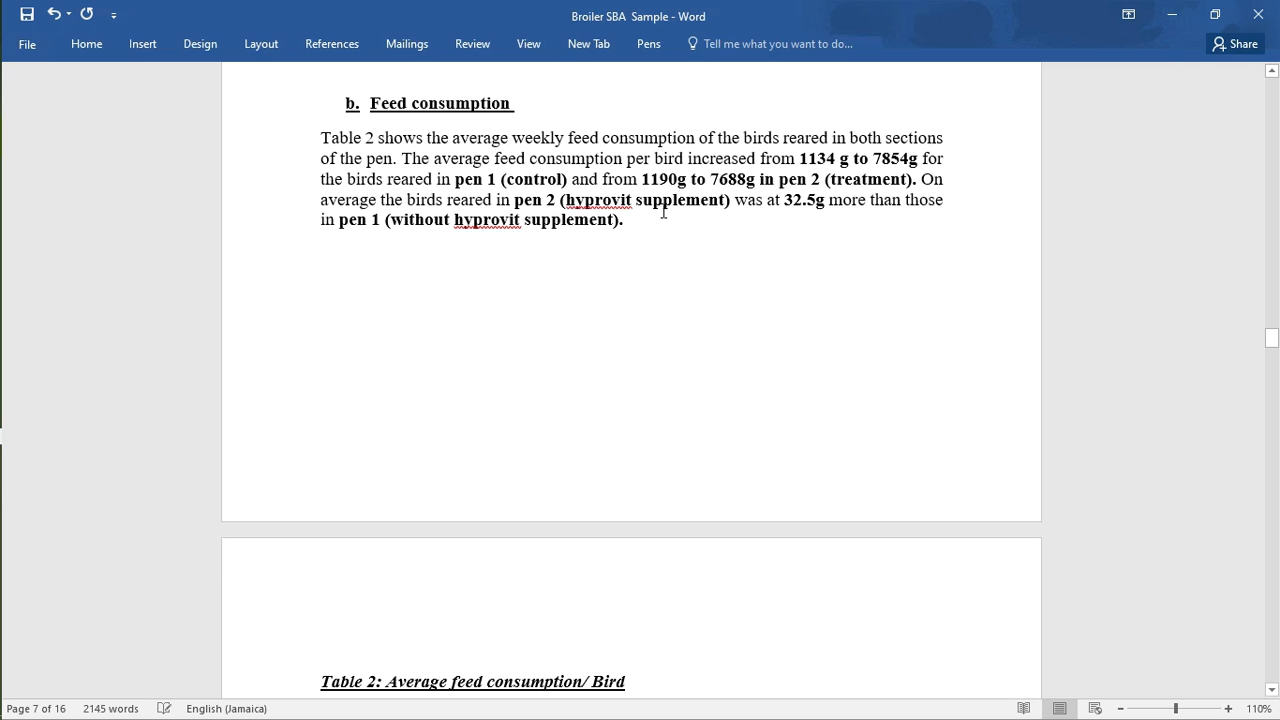 Broiler SBA Sample - Word
File Home Insert Design Layout References Mailings Review View New Tab Pens Tell me what you want to do... Share
b. Feed consumption
Table 2 shows the average weekly feed consumption of the birds reared in both sections
of the pen. The average feed consumption per bird increased from 1134 g to 7854g for
the birds reared in pen 1 (control) and from 1190g to 7688g in pen 2 (treatment). On
average the birds reared in pen 2 (hyprovit supplement) was at 32.5g more than those
in pen 1 (without hyprovit supplement).
Table 2: Average feed consumption/ Bird
Page 7 of 16 2145 words English (Jamaica) 110%